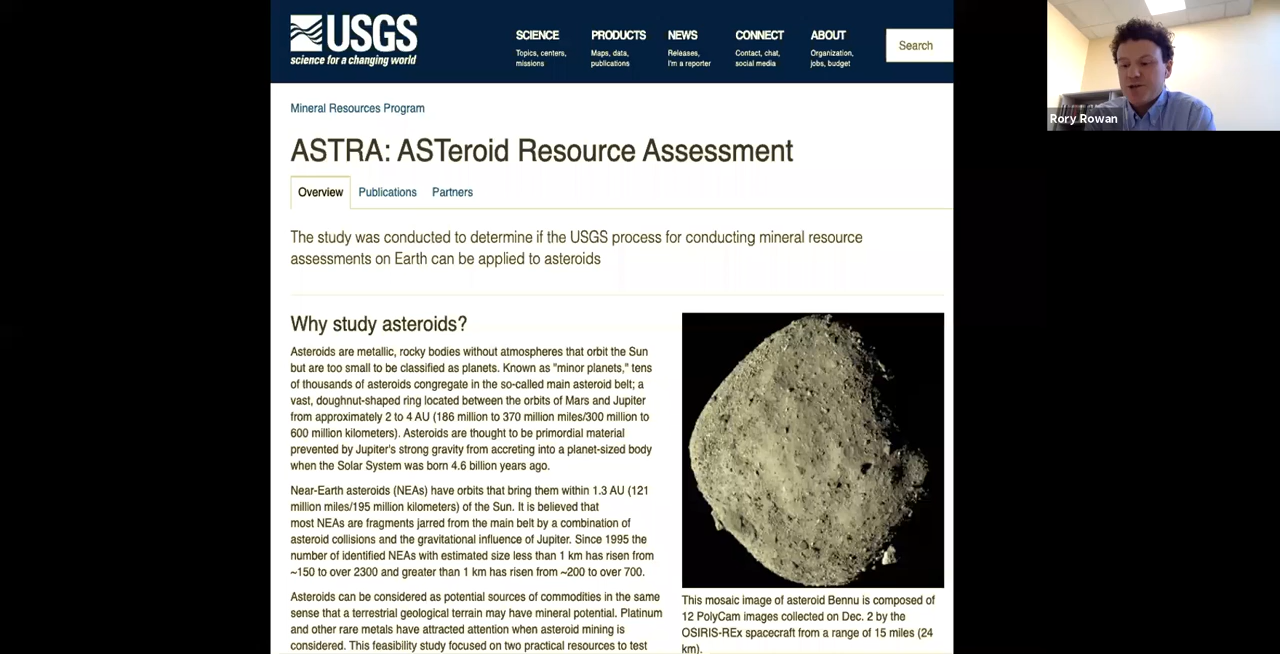 USGS
science for a changing world
SCIENCE
Topics, centers,
missions
PRODUCTS
Maps, data,
publications
NEWS
Releases,
I'm a reporter
CONNECT
Contact, chat,
social media
ABOUT
Organization,
jobs, budget
Search
Rory Rowan
Mineral Resources Program
ASTRA: ASTeroid Resource Assessment
Overview
Publications
Partners
The study was conducted to determine if the USGS process for conducting mineral resource
assessments on Earth can be applied to asteroids
Why study asteroids?
Asteroids are metallic, rocky bodies without atmospheres that orbit the Sun
but are too small to be classified as planets. Known as "minor planets," tens
of thousands of asteroids congregate in the so-called main asteroid belt; a
vast, doughnut-shaped ring located between the orbits of Mars and Jupiter
from approximately 2 to 4 AU (186 million to 370 million miles/300 million to
600 million kilometers). Asteroids are thought to be primordial material
prevented by Jupiter's strong gravity from accreting into a planet-sized body
when the Solar System was born 4.6 billion years ago.
Near-Earth asteroids (NEAs) have orbits that bring them within 1.3 AU (121
million miles/195 million kilometers) of the Sun. It is believed that
most NEAs are fragments jarred from the main belt by a combination of
asteroid collisions and the gravitational influence of Jupiter. Since 1995 the
number of identified NEAs with estimated size less than 1 km has risen from
~150 to over 2300 and greater than 1 km has risen from ~200 to over 700.
Asteroids can be considered as potential sources of commodities in the same
sense that a terrestrial geological terrain may have mineral potential. Platinum
and other rare metals have attracted attention when asteroid mining is
considered. This feasibility study focused on two practical resources to test
This mosaic image of asteroid Bennu is composed of
12 PolyCam images collected on Dec. 2 by the
OSIRIS-REx spacecraft from a range of 15 miles (24
km).